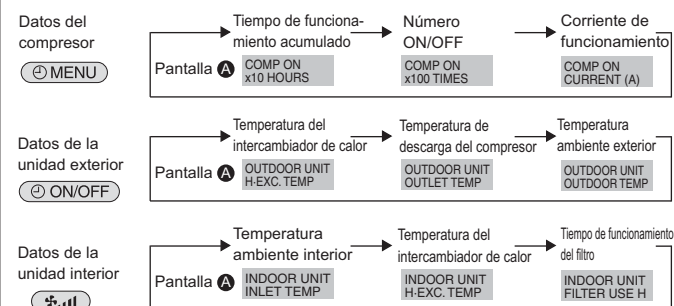 Datos del
compresor
MENU
Pantalla A
Tiempo de funciona-
miento acumulado
COMP ON
x10 HOURS
Número
ON/OFF
COMP ON
x100 TIMES
Corriente de
funcionamiento
COMP ON
CURRENT (A)
Datos de la
unidad exterior
ON/OFF
Pantalla A
Temperatura del
intercambiador de calor
OUTDOOR UNIT
H·EXC. TEMP
Temperatura de
descarga del compresor
OUTDOOR UNIT
OUTLET TEMP
Temperatura
ambiente exterior
OUTDOOR UNIT
OUTDOOR TEMP
Datos de la
unidad interior
Pantalla A
Temperatura
ambiente interior
INDOOR UNIT
INLET TEMP
Temperatura del
intercambiador de calor
INDOOR UNIT
H·EXC. TEMP
Tiempo de funcionamiento
del filtro
INDOOR UNIT
FILTER USE H